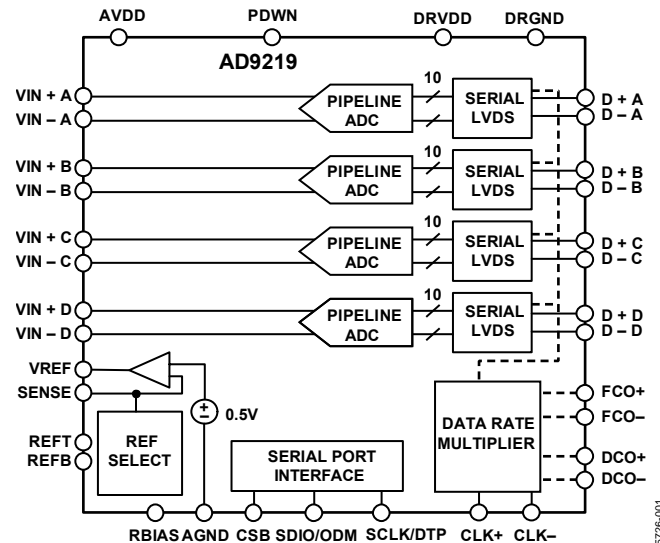 AVDD PDWN DRVDD DRGND
AD9219
VIN + A
VIN – A
PIPELINE
ADC
10
SERIAL
LVDS
D + A
D – A
VIN + B
VIN – B
PIPELINE
ADC
10
SERIAL
LVDS
D + B
D – B
VIN + C
VIN – C
PIPELINE
ADC
10
SERIAL
LVDS
D + C
D – C
VIN + D
VIN – D
PIPELINE
ADC
10
SERIAL
LVDS
D + D
D – D
VREF
SENSE
+
–
0.5V
REFT
REFB
REF
SELECT
SERIAL PORT
INTERFACE
DATA RATE
MULTIPLIER
FCO+
FCO–
DCO+
DCO–
RBIAS AGND CSB SDIO/ODM SCLK/DTP CLK+ CLK–